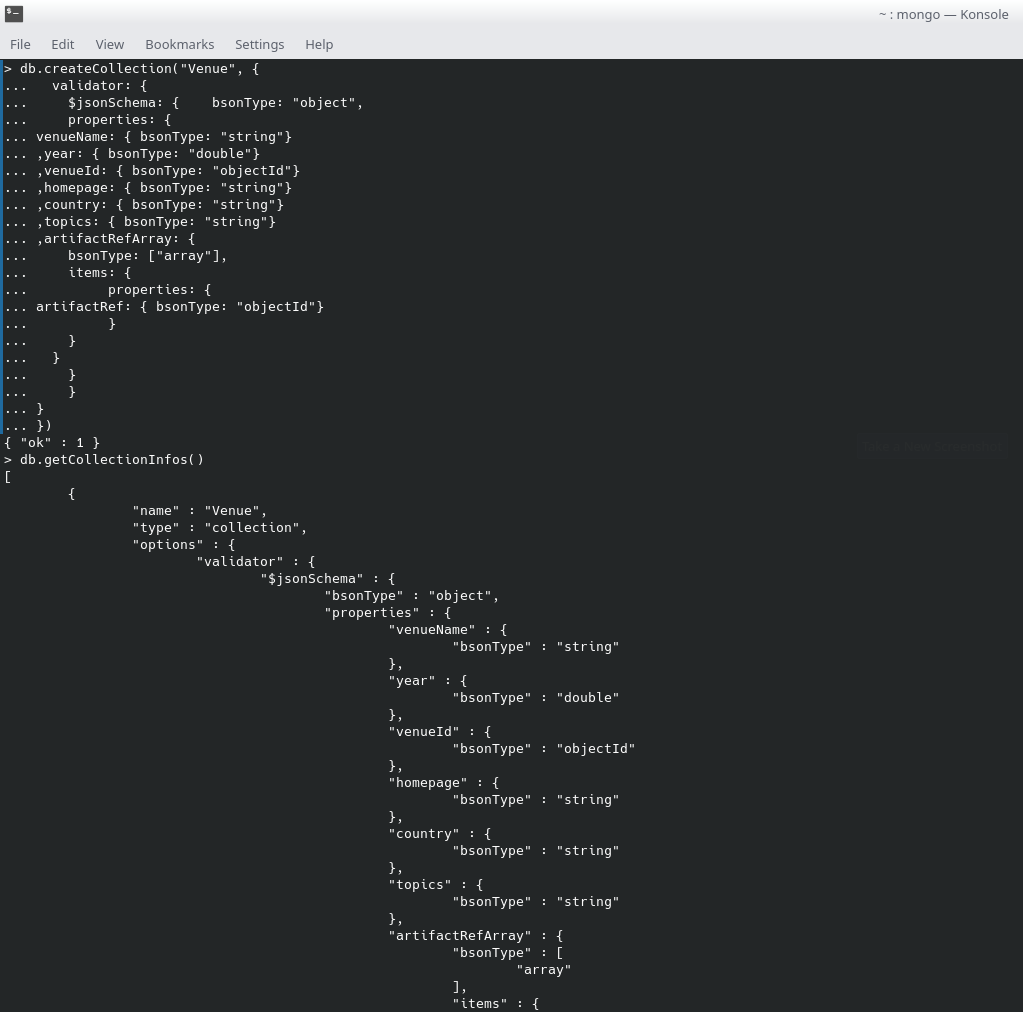 ~ : mongo — Konsole
File Edit View Bookmarks Settings Help
> db.createCollection("Venue", {
...   validator: {
...     $jsonSchema: {    bsonType: "object",
...     properties: {
... venueName: { bsonType: "string"}
... ,year: { bsonType: "double"}
... ,venueId: { bsonType: "objectId"}
... ,homepage: { bsonType: "string"}
... ,country: { bsonType: "string"}
... ,topics: { bsonType: "string"}
... ,artifactRefArray: {
...     bsonType: ["array"],
...     items: {
...          properties: {
... artifactRef: { bsonType: "objectId"}
...          }
...     }
...   }
...     }
...     }
... }
... })
{ "ok" : 1 }
> db.getCollectionInfos()
[
        {
                "name" : "Venue",
                "type" : "collection",
                "options" : {
                        "validator" : {
                                "$jsonSchema" : {
                                        "bsonType" : "object",
                                        "properties" : {
                                                "venueName" : {
                                                        "bsonType" : "string"
                                                },
                                                "year" : {
                                                        "bsonType" : "double"
                                                },
                                                "venueId" : {
                                                        "bsonType" : "objectId"
                                                },
                                                "homepage" : {
                                                        "bsonType" : "string"
                                                },
                                                "country" : {
                                                        "bsonType" : "string"
                                                },
                                                "topics" : {
                                                        "bsonType" : "string"
                                                },
                                                "artifactRefArray" : {
                                                        "bsonType" : [
                                                                "array"
                                                        ],
                                                        "items" : {